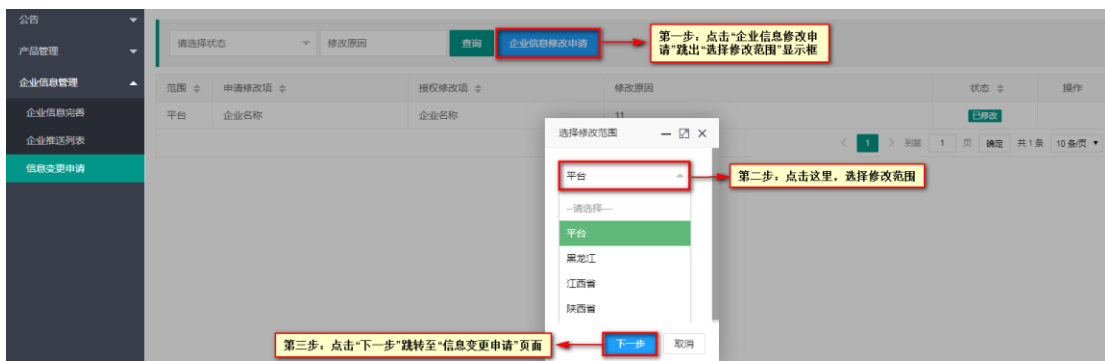 公告
产品管理
企业信息管理
企业信息完善
企业推送列表
信息变更申请
请选择状态 修改原因 查询 企业信息修改申请
第一步：点击“企业信息修改申
请”跳出“选择修改范围”显示框
范围 申请修改项 授权修改项 修改原因 状态 操作
平台 企业名称 企业名称 11 已修改
1 到第 1 页 确定 共1条 10条/页
选择修改范围
平台
第二步：点击这里，选择修改范围
--请选择--
平台
黑龙江
江西省
陕西省
第三步：点击“下一步”跳转至“信息变更申请”页面
下一步 取消